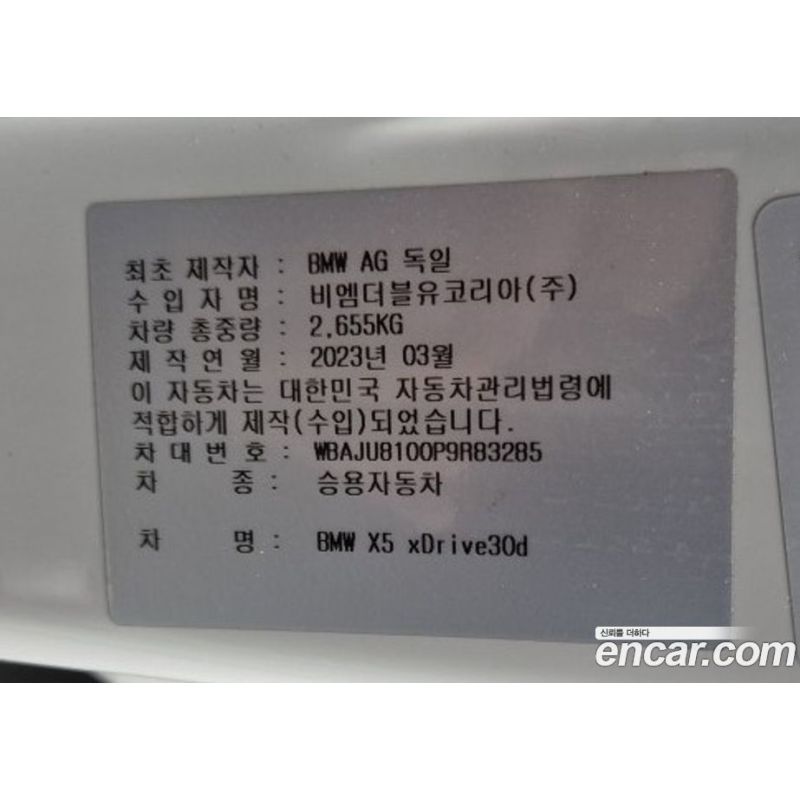 최초 제작자 : BMW AG 독일
수 입 자 명 : 비엠더블유코리아(주)
차량 총중량 : 2,655KG
제 작 연 월 : 2023년 03월
이 자동차는 대한민국 자동차관리법령에
적합하게 제작(수입)되었습니다.
차 대 번 호 : WBAJU8100P9R83285
차 종 : 승용자동차
차 명 : BMW X5 xDrive30d
신뢰를 더하다
encar.com